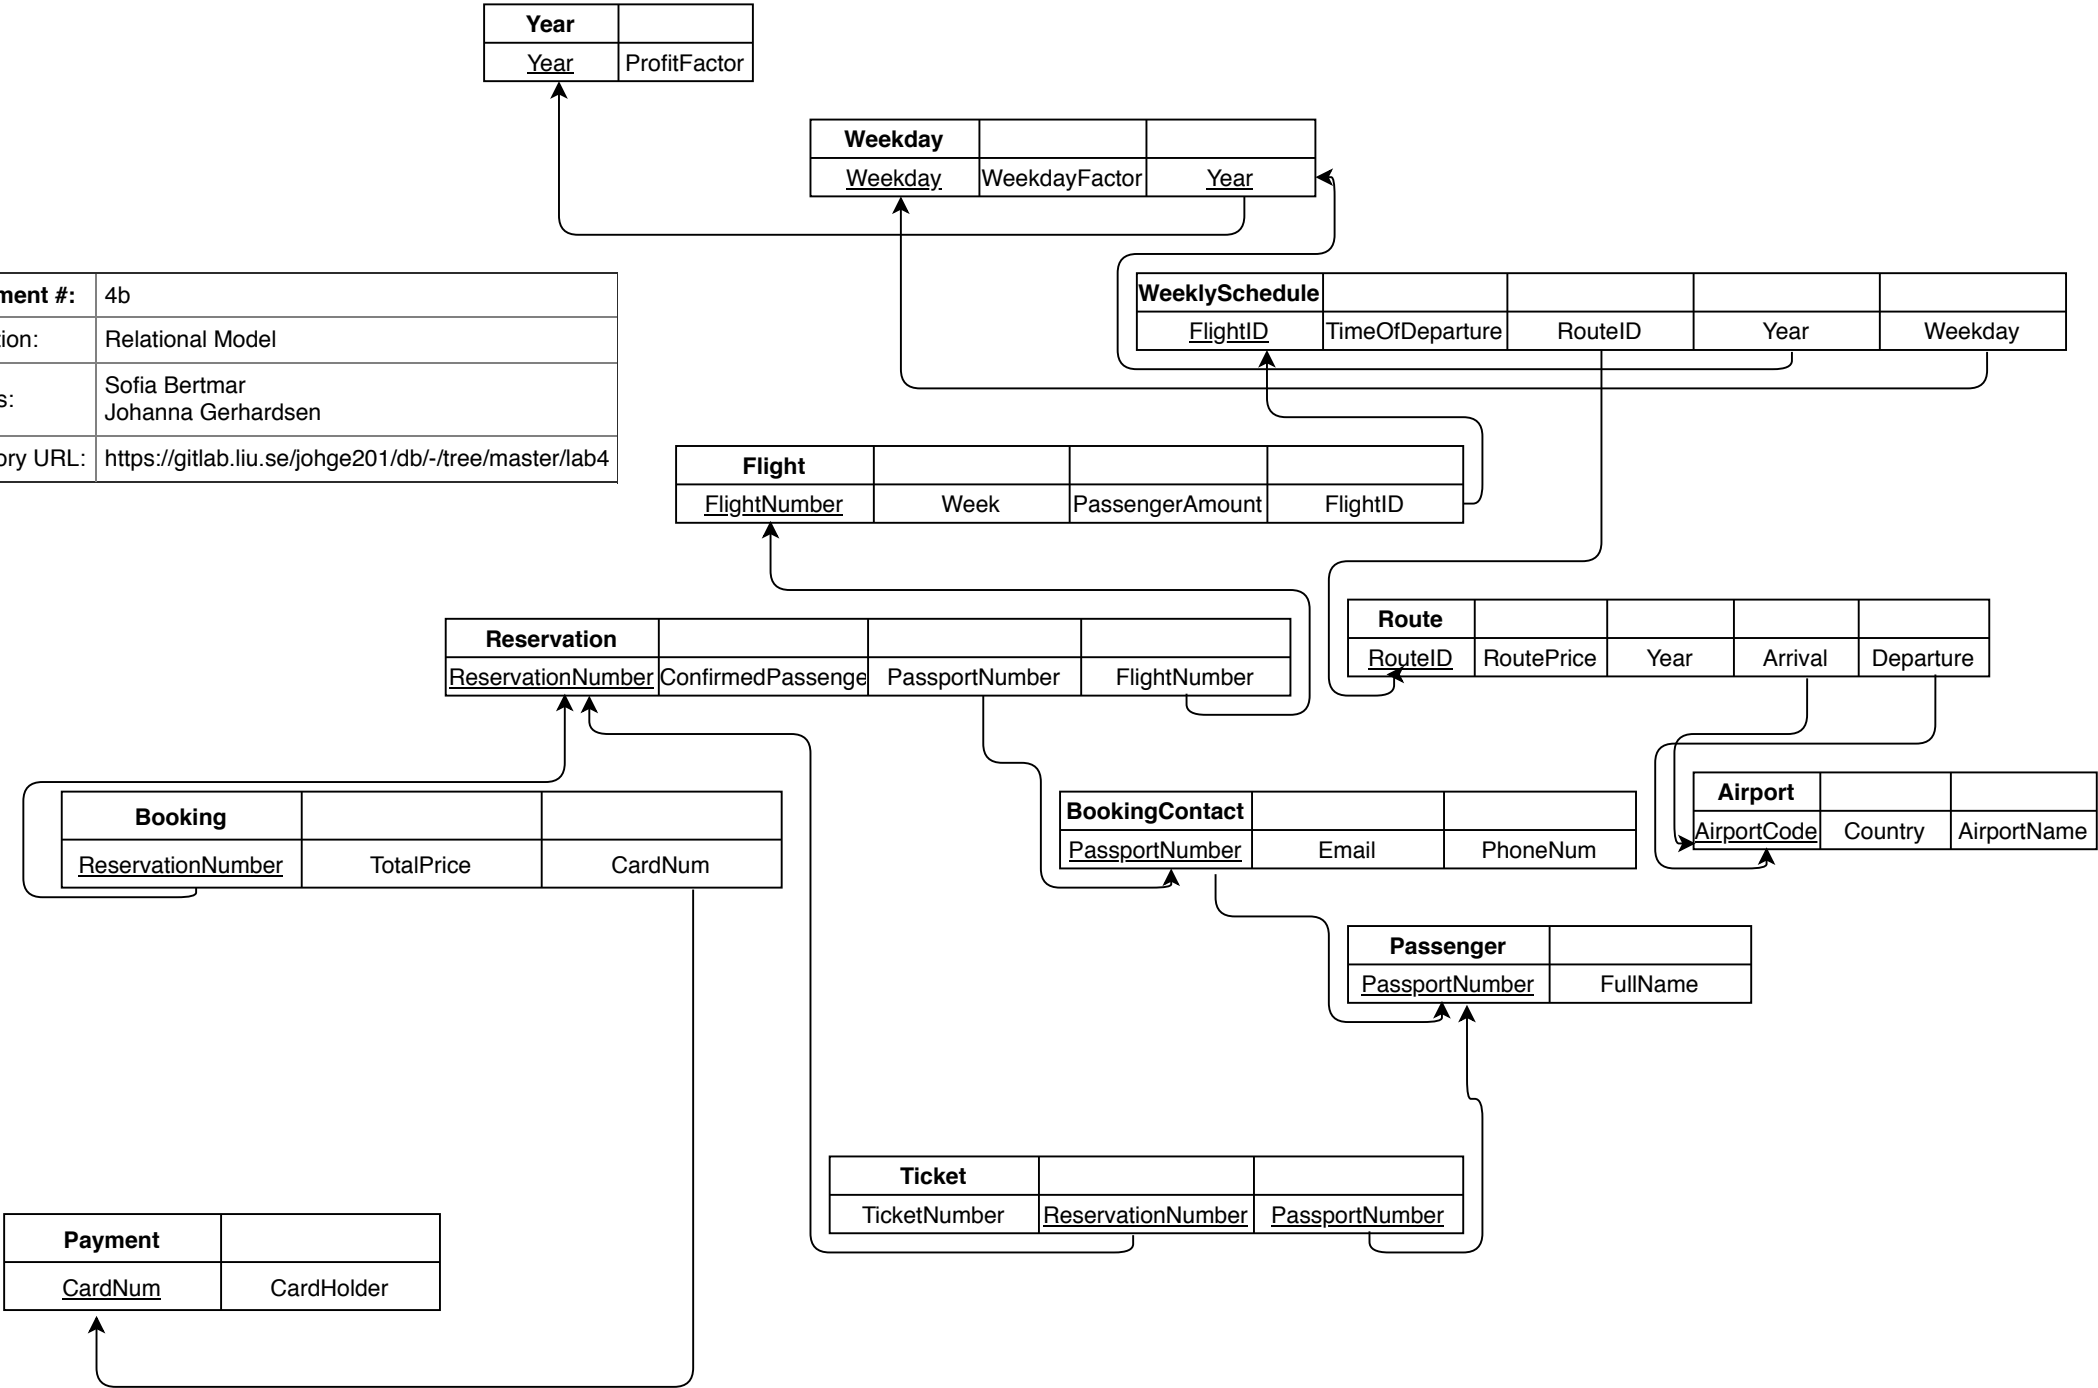 Year
Year ProfitFactor
Weekday
Weekday WeekdayFactor Year
ment #: 4b
tion: Relational Model
s: Sofia Bertmar
Johanna Gerhardsen
ory URL: https://gitlab.liu.se/johge201/db/-/tree/master/lab4
WeeklySchedule
FlightID TimeOfDeparture RouteID Year Weekday
Flight
FlightNumber Week PassengerAmount FlightID
Reservation
ReservationNumber ConfirmedPassenge PassportNumber FlightNumber
Route
RouteID RoutePrice Year Arrival Departure
Booking
ReservationNumber TotalPrice CardNum
BookingContact
PassportNumber Email PhoneNum
Airport
AirportCode Country AirportName
Passenger
PassportNumber FullName
Ticket
TicketNumber ReservationNumber PassportNumber
Payment
CardNum CardHolder